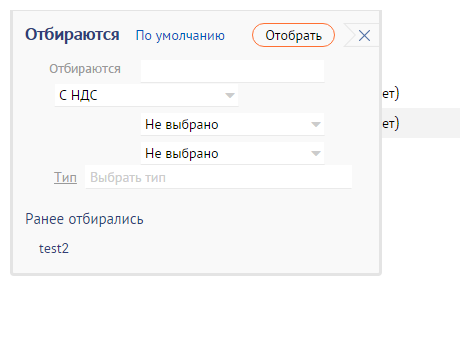 Отбираются По умолчанию Отобрать
Отбираются
С НДС
ет)
Не выбрано
ет)
Не выбрано
Тип Выбрать тип
Ранее отбирались
test2